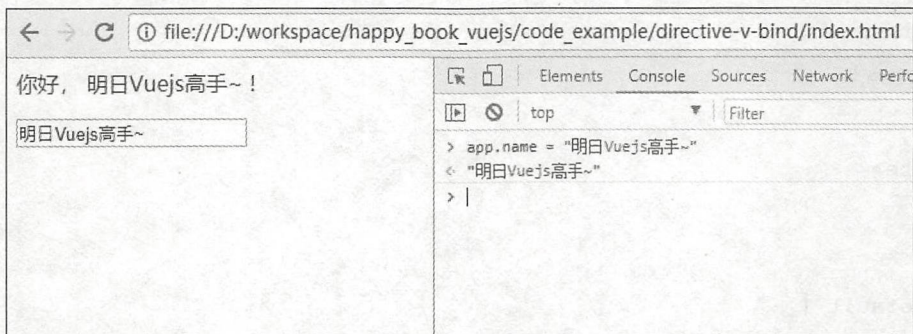 file:///D:/workspace/happy_book_vuejs/code_example/directive-v-bind/index.html
你好， 明日Vuejs高手~！
明日Vuejs高手~
Elements Console Sources Network Perfo
top Filter
> app.name = "明日Vuejs高手~"
< "明日Vuejs高手~"
>